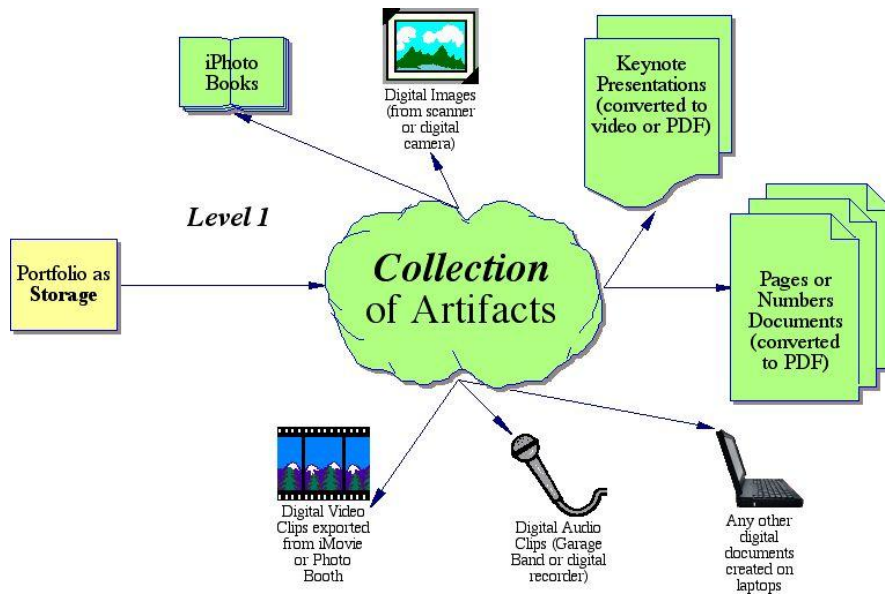 iPhoto
Books
Digital Images
(from scanner
or digital
camera)
Keynote
Presentations
(converted to
video or PDF)
Level 1
Portfolio as
Storage
Collection
of Artifacts
Pages or
Numbers
Documents
(converted
to PDF)
Digital Video
Clips exported
from iMovie
or Photo
Booth
Digital Audio
Clips (Garage
Band or digital
recorder)
Any other
digital
documents
created on
laptops